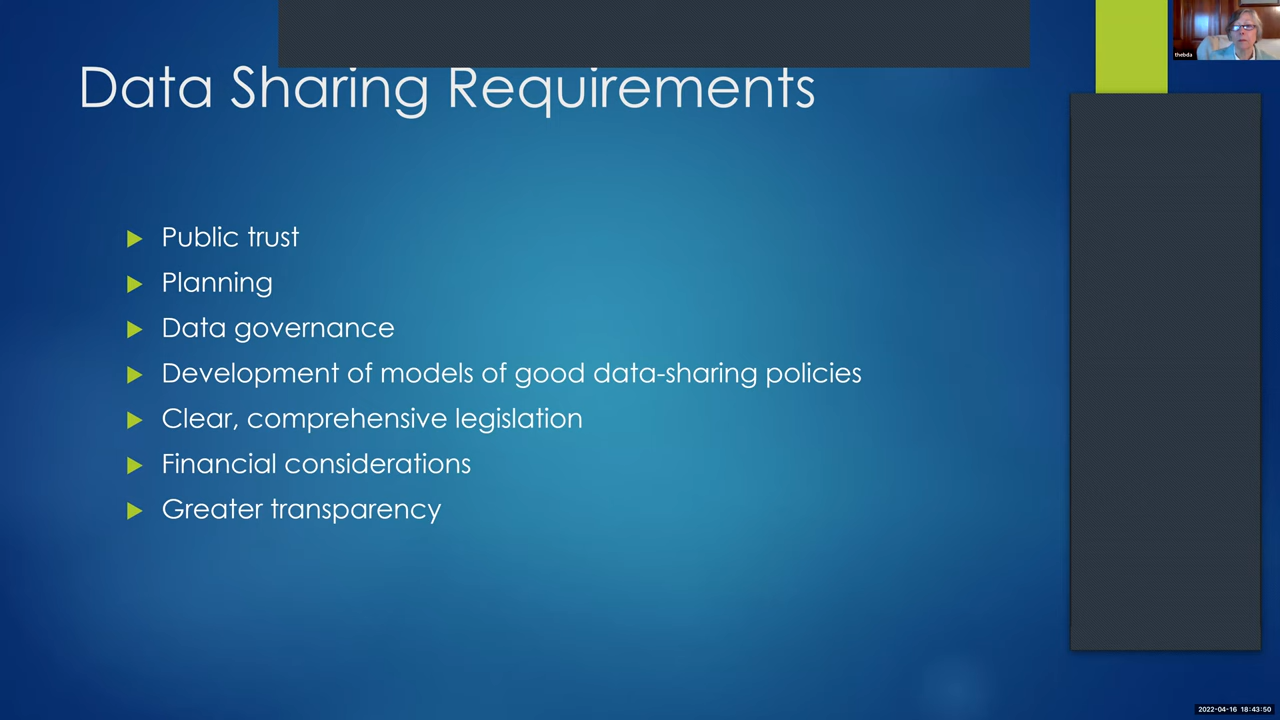 Data Sharing Requirements
Public trust
Planning
Data governance
Development of models of good data-sharing policies
Clear, comprehensive legislation
Financial considerations
Greater transparency
thebda
2022-04-16 18:43:50